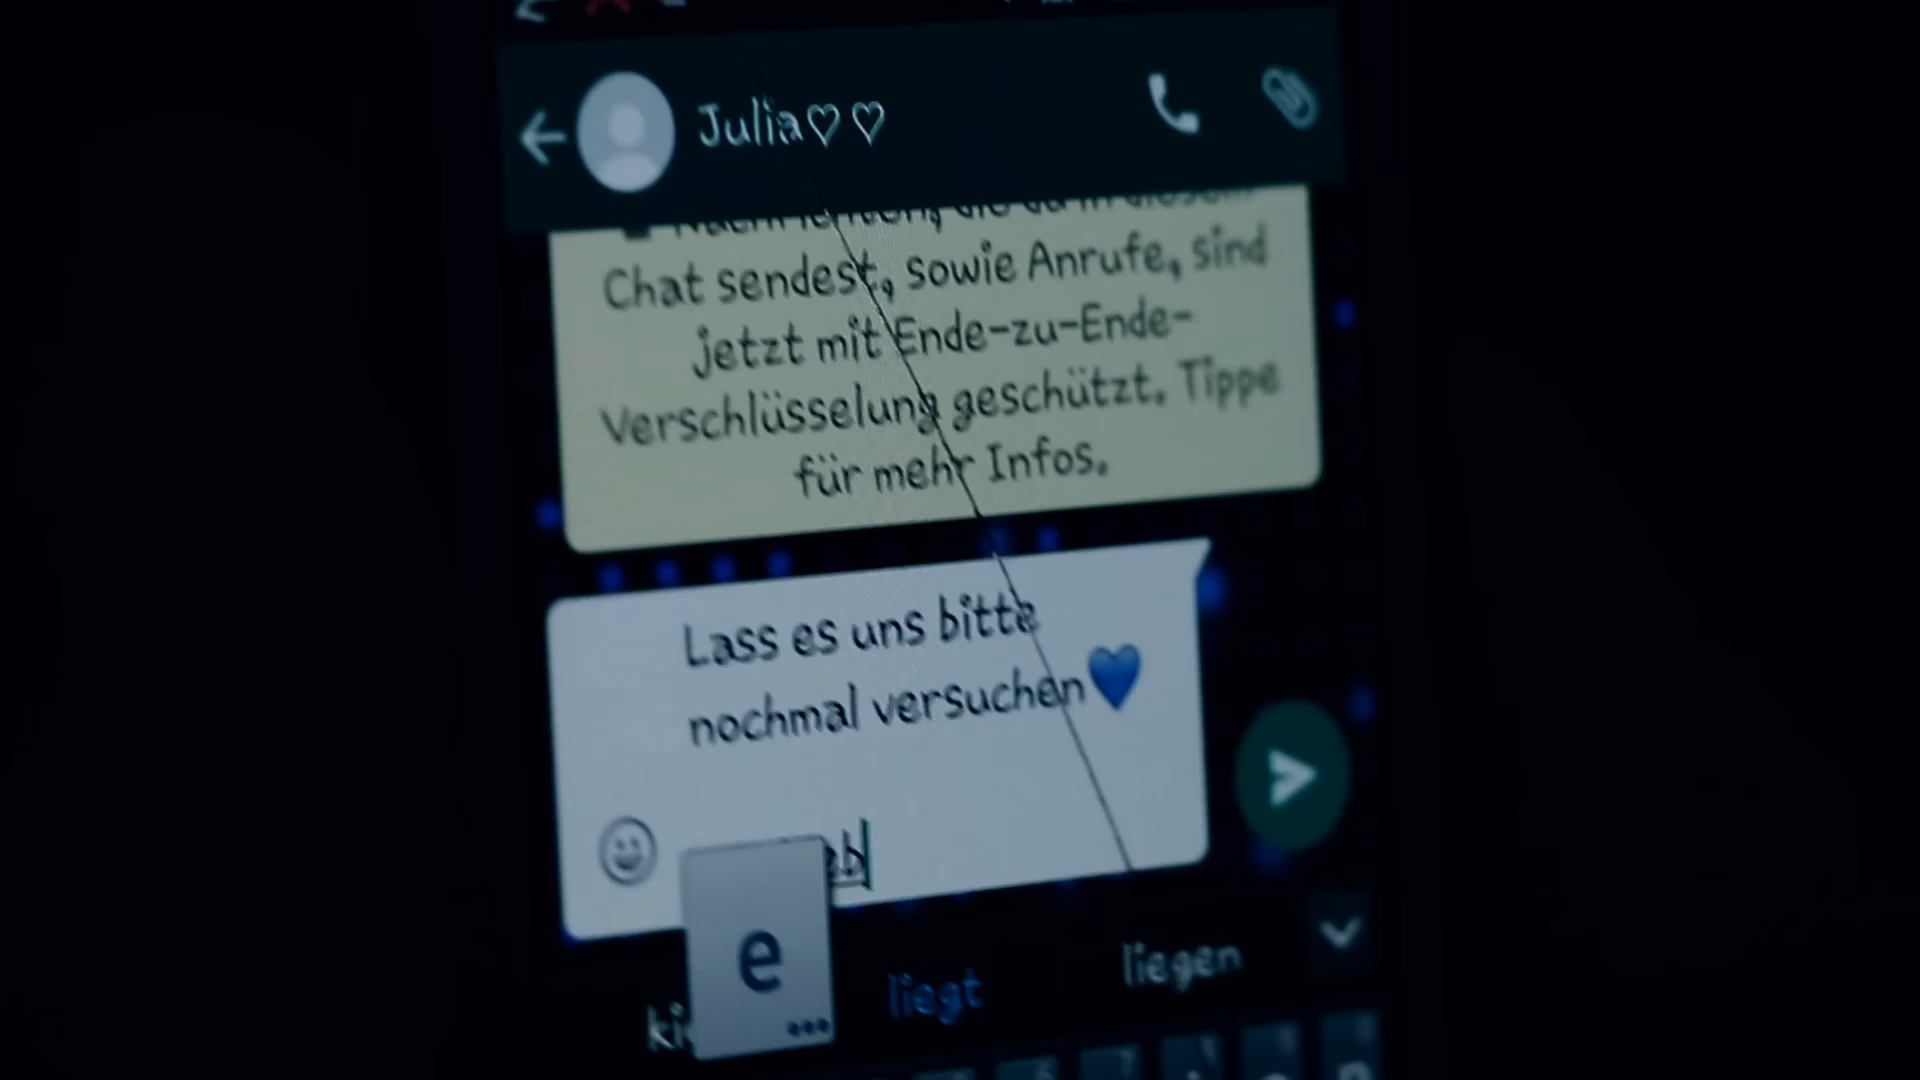 Julia♡♡
Chat sendest, sowie Anrufe, sind
jetzt mit Ende-zu-Ende-
Verschlüsselung geschützt. Tippe
für mehr Infos.
Lass es uns bitte
nochmal versuchen💙
e
liegt
liegen